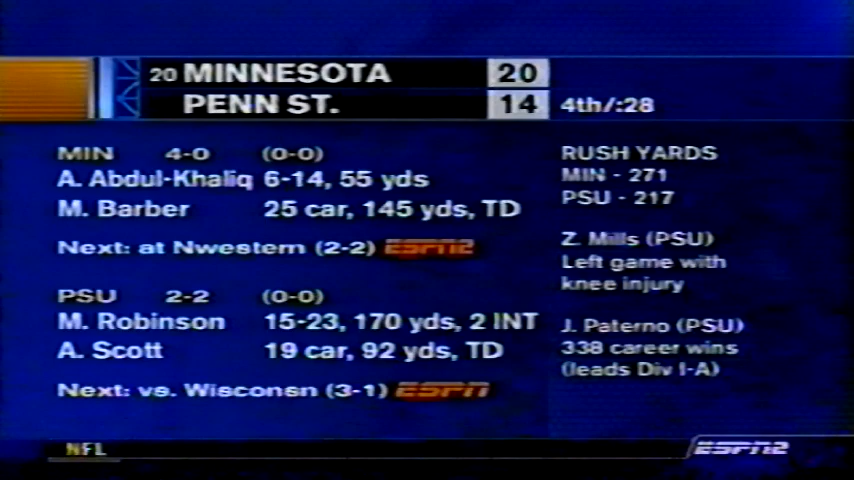 20 MINNESOTA 20
PENN ST. 14 4th/:28
MIN 4-0 (0-0)
A. Abdul-Khaliq 6-14, 55 yds
M. Barber 25 car, 145 yds, TD
Next: at Nwestern (2-2) ESPN2
PSU 2-2 (0-0)
M. Robinson 15-23, 170 yds, 2 INT
A. Scott 19 car, 92 yds, TD
Next: vs. Wisconsn (3-1) ESPN
RUSH YARDS
MIN - 271
PSU - 217
Z. Mills (PSU)
Left game with
knee injury
J. Paterno (PSU)
338 career wins
(leads Div I-A)
NFL
ESPN2